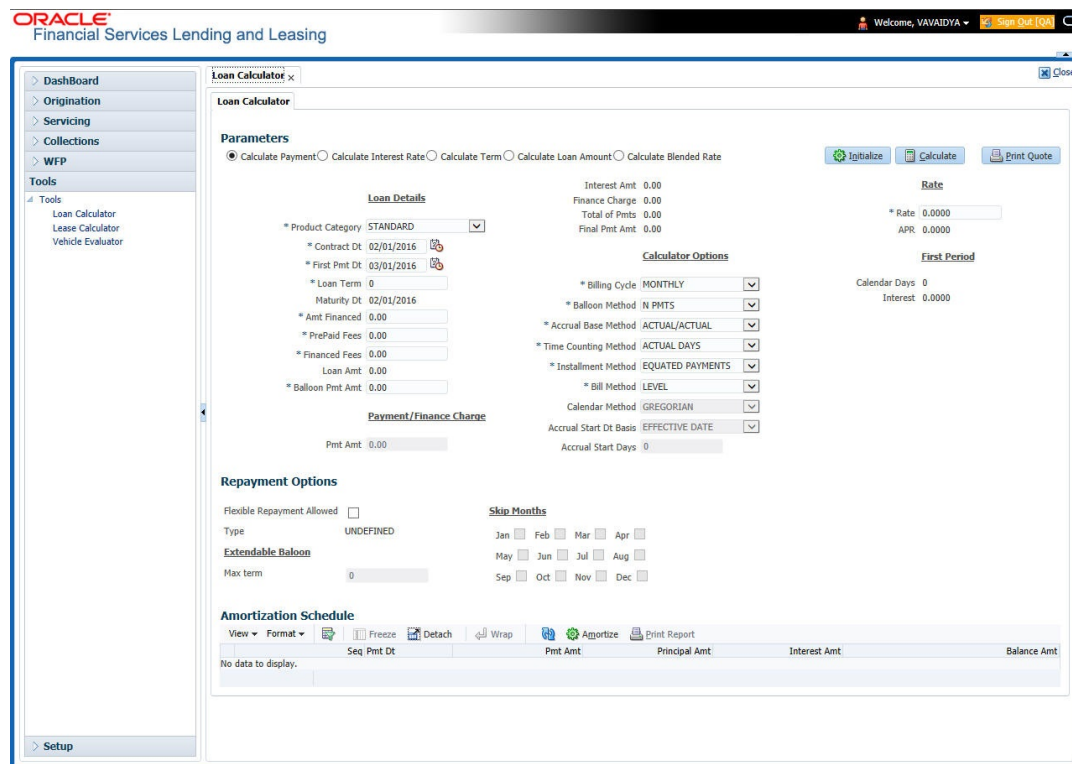 ORACLE
Financial Services Lending and Leasing
Welcome, VAVAIDYA
Sign Out [QA]
DashBoard
Origination
Servicing
Collections
WFP
Tools
Tools
Loan Calculator
Lease Calculator
Vehicle Evaluator
Setup
Loan Calculator
Close
Loan Calculator
Parameters
Calculate Payment Calculate Interest Rate Calculate Term Calculate Loan Amount Calculate Blended Rate
Initialize Calculate Print Quote
Loan Details
* Product Category STANDARD
* Contract Dt 02/01/2016
* First Pmt Dt 03/01/2016
* Loan Term 0
Maturity Dt 02/01/2016
* Amt Financed 0.00
* PrePaid Fees 0.00
* Financed Fees 0.00
Loan Amt 0.00
* Balloon Pmt Amt 0.00
Payment/Finance Charge
Pmt Amt 0.00
Interest Amt 0.00
Finance Charge 0.00
Total of Pmts 0.00
Final Pmt Amt 0.00
Calculator Options
* Billing Cycle MONTHLY
* Balloon Method N PMTS
* Accrual Base Method ACTUAL/ACTUAL
* Time Counting Method ACTUAL DAYS
* Installment Method EQUATED PAYMENTS
* Bill Method LEVEL
Calendar Method GREGORIAN
Accrual Start Dt Basis EFFECTIVE DATE
Accrual Start Days 0
Rate
* Rate 0.0000
APR 0.0000
First Period
Calendar Days 0
Interest 0.0000
Repayment Options
Flexible Repayment Allowed
Type UNDEFINED
Extendable Baloon
Max term 0
Skip Months
Jan Feb Mar Apr
May Jun Jul Aug
Sep Oct Nov Dec
Amortization Schedule
View Format Freeze Detach Wrap Amortize Print Report
Seq Pmt Dt Pmt Amt Principal Amt Interest Amt Balance Amt
No data to display.